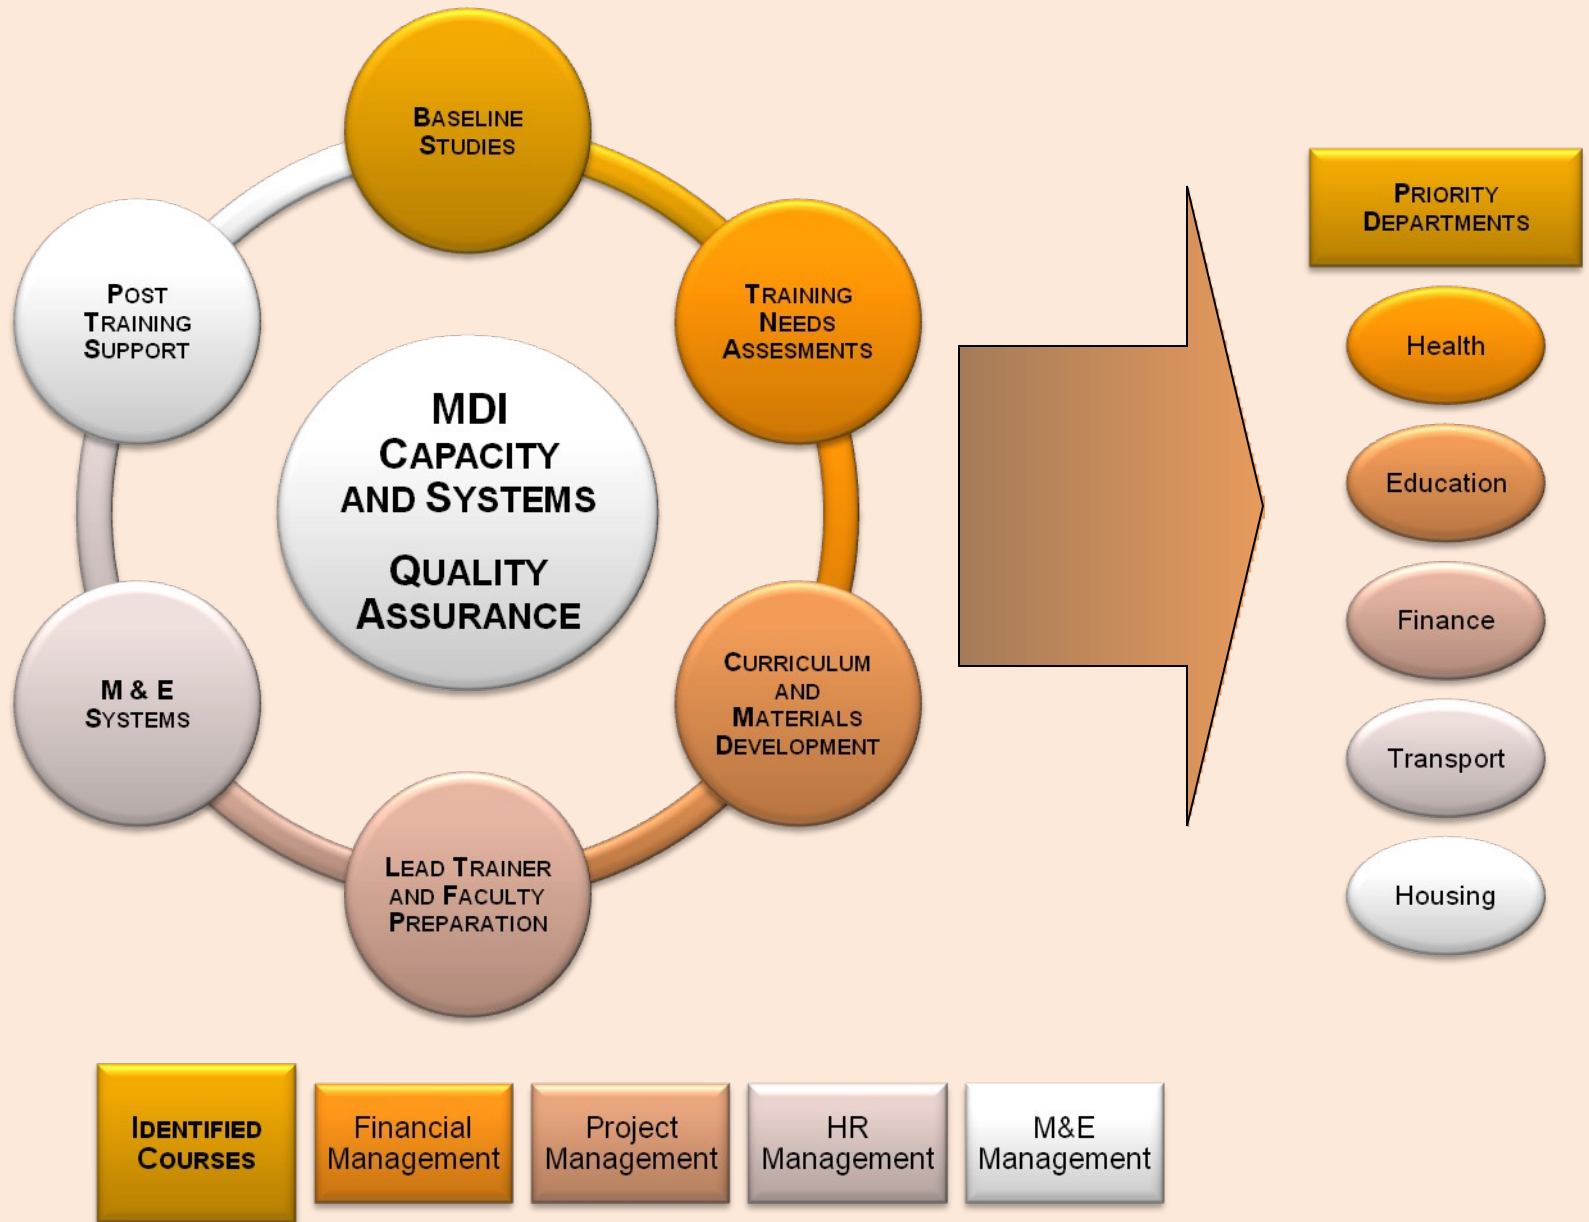 BASELINE
STUDIES
TRAINING
NEEDS
ASSESMENTS
CURRICULUM
AND
MATERIALS
DEVELOPMENT
LEAD TRAINER
AND FACULTY
PREPARATION
M & E
SYSTEMS
POST
TRAINING
SUPPORT
MDI
CAPACITY
AND SYSTEMS
QUALITY
ASSURANCE
PRIORITY
DEPARTMENTS
Health
Education
Finance
Transport
Housing
IDENTIFIED
COURSES
Financial
Management
Project
Management
HR
Management
M&E
Management